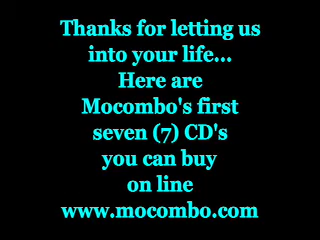 Thanks for letting us
into your life...
Here are
Mocombo's first
seven (7) CD's
you can buy
on line
www.mocombo.com